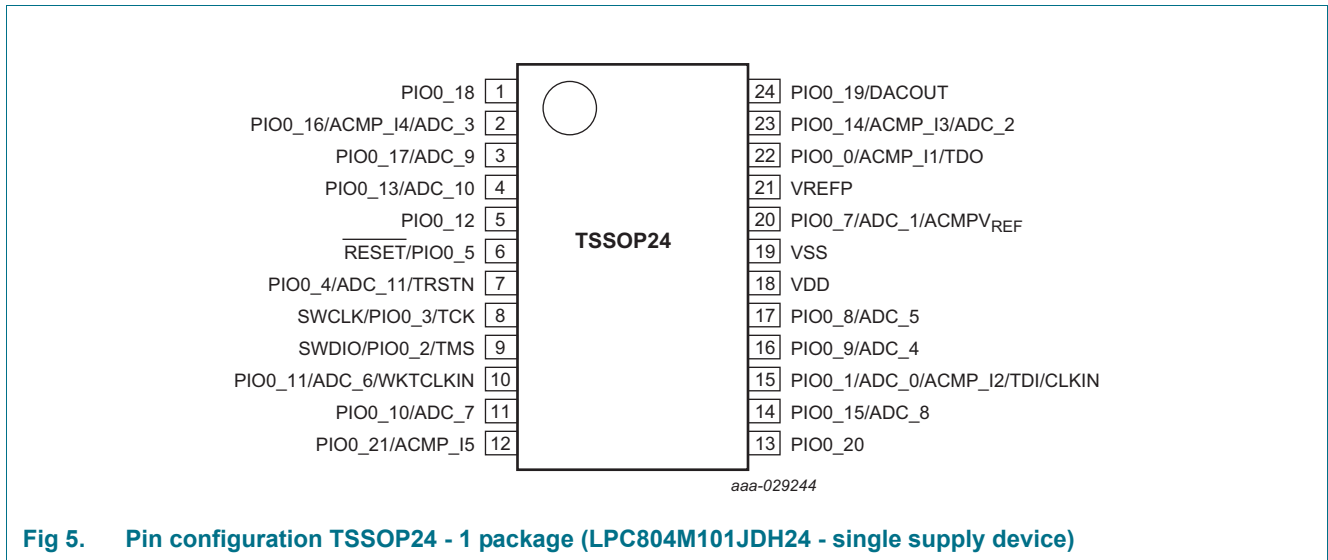 PIO0_18 1
PIO0_16/ACMP_I4/ADC_3 2
PIO0_17/ADC_9 3
PIO0_13/ADC_10 4
PIO0_12 5
RESET/PIO0_5 6
PIO0_4/ADC_11/TRSTN 7
SWCLK/PIO0_3/TCK 8
SWDIO/PIO0_2/TMS 9
PIO0_11/ADC_6/WKTCLKIN 10
PIO0_10/ADC_7 11
PIO0_21/ACMP_I5 12
TSSOP24
24 PIO0_19/DACOUT
23 PIO0_14/ACMP_I3/ADC_2
22 PIO0_0/ACMP_I1/TDO
21 VREFP
20 PIO0_7/ADC_1/ACMPVREF
19 VSS
18 VDD
17 PIO0_8/ADC_5
16 PIO0_9/ADC_4
15 PIO0_1/ADC_0/ACMP_I2/TDI/CLKIN
14 PIO0_15/ADC_8
13 PIO0_20
aaa-029244
Fig 5. Pin configuration TSSOP24 - 1 package (LPC804M101JDH24 - single supply device)